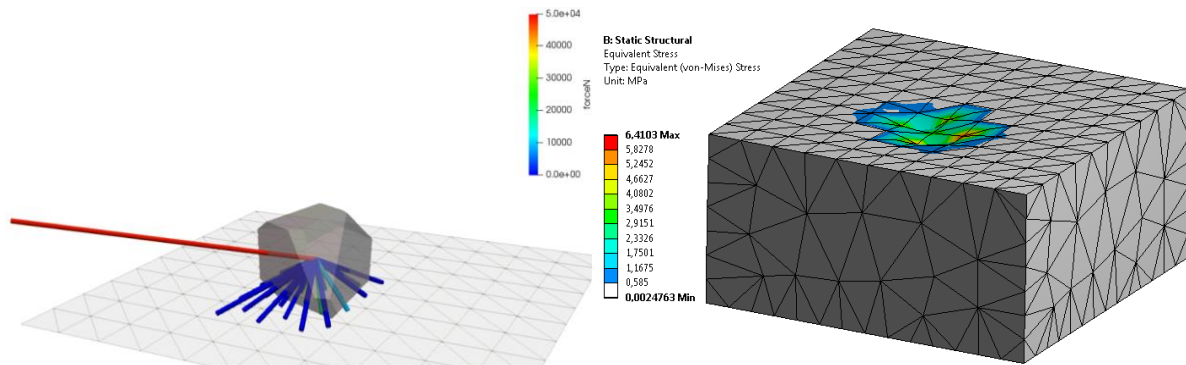 5.0e+04
40000
30000
20000
10000
0.0e+00
forceN
B: Static Structural
Equivalent Stress
Type: Equivalent (von-Mises) Stress
Unit: MPa
6,4103 Max
5,8278
5,2452
4,6627
4,0802
3,4976
2,9151
2,3326
1,7501
1,1675
0,585
0,0024763 Min